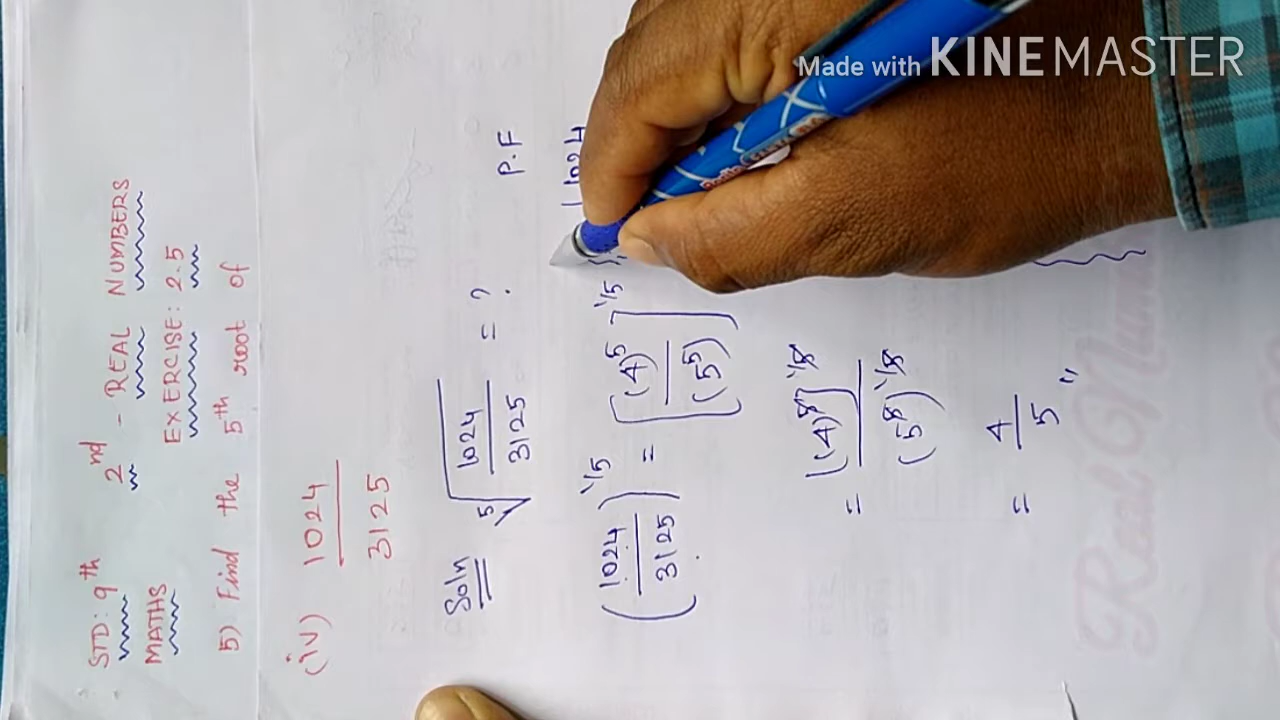 STD: 9th 2nd - REAL NUMBERS
MATHS EXERCISE: 2.5
5) Find the 5th root of
(iv) 1024/3125
Soln ⁵√(1024/3125) = ?
(1024/3125)^1/5 = [(4)^5/(5^5)]^1/5
= ((4)^5)^1/5/(5^5)^1/5
= 4/5 "
P.F
1024
Made with KINEMASTER